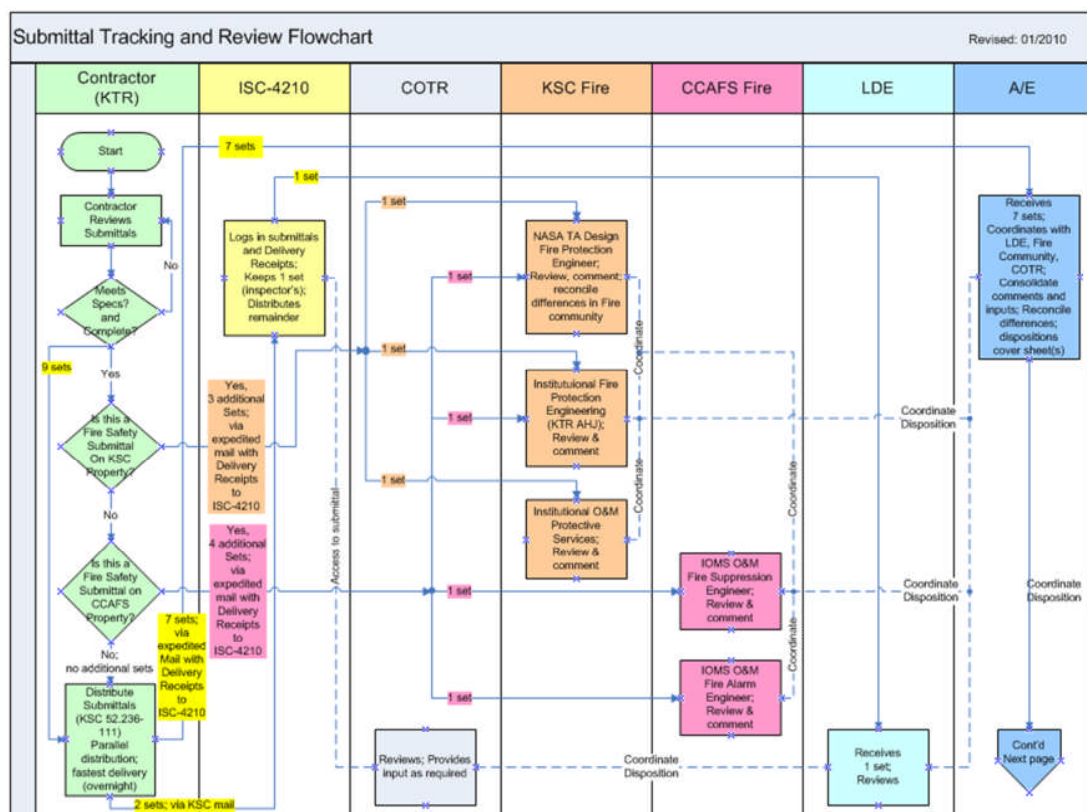 Submittal Tracking and Review Flowchart
Revised: 01/2010
Contractor
(KTR)
ISC-4210
COTR
KSC Fire
CCAFS Fire
LDE
A/E
Start
7 sets
1 set
Contractor
Reviews
Submittals
No
Meets
Specs?
and
Complete?
9 sets
Yes
Is this a
Fire Safety
Submittal
On KSC
Property?
No
Is this a
Fire Safety
Submittal on
CCAFS
Property?
No;
no additional sets
Distribute
Submittals
(KSC 52.236-
111)
Parallel
distribution;
fastest delivery
(overnight)
2 sets; via KSC mail
7 sets;
via
expedited
Mail with
Delivery
Receipts
to
ISC-4210
Logs in submittals
and Delivery
Receipts;
Keeps 1 set
(inspector's);
Distributes
remainder
Yes,
3 additional
Sets;
via
expedited
mail with
Delivery
Receipts
to
ISC-4210
Yes,
4 additional
Sets;
via
expedited
mail with
Delivery
Receipts
to
ISC-4210
Access to submittal
Reviews; Provides
input as required
1 set
1 set
1 set
1 set
1 set
1 set
1 set
NASA TA Design
Fire Protection
Engineer;
Review, comment;
reconcile
differences in Fire
community
Institutuional Fire
Protection
Engineering
(KTR AHJ);
Review &
comment
Institutional O&M
Protective
Services;
Review &
comment
Coordinate
Coordinate
IOMS O&M
Fire Suppression
Engineer;
Review &
comment
IOMS O&M
Fire Alarm
Engineer;
Review &
comment
Coordinate
Coordinate
Coordinate
Disposition
Coordinate
Disposition
Coordinate
Disposition
Receives
1 set;
Reviews
Receives
7 sets;
Coordinates with
LDE, Fire
Community,
COTR;
Consolidate
comments and
inputs; Reconcile
differences;
dispositions
cover sheet(s)
Coordinate
Disposition
Cont'd
Next page